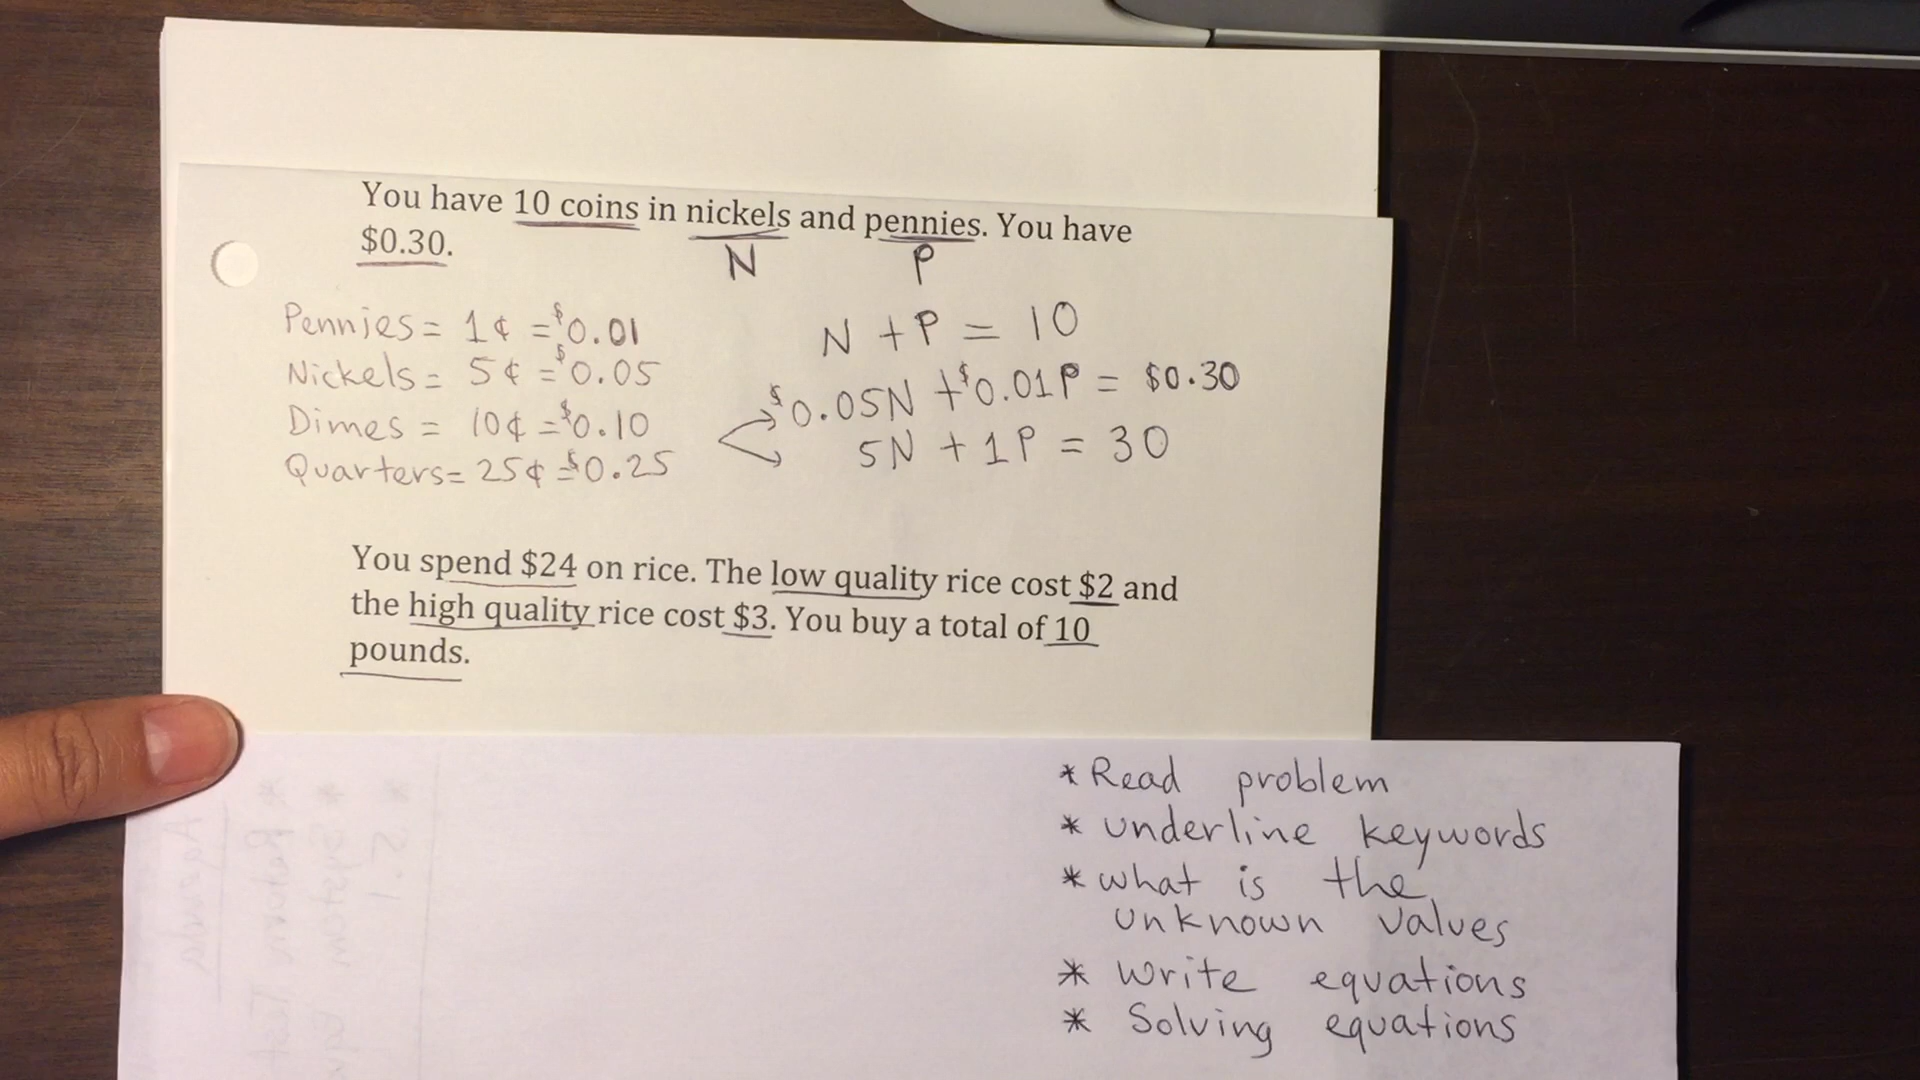 You have 10 coins in nickels and pennies. You have
$0.30.
N P
Pennies = 1¢ = $0.01
Nickels = 5¢ = $0.05
Dimes = 10¢ = $0.10
Quarters = 25¢ = $0.25
N + P = 10
$0.05N + $0.01P = $0.30
5N + 1P = 30
You spend $24 on rice. The low quality rice cost $2 and
the high quality rice cost $3. You buy a total of 10
pounds.
* Read problem
* underline keywords
* what is the
unknown values
* Write equations
* Solving equations